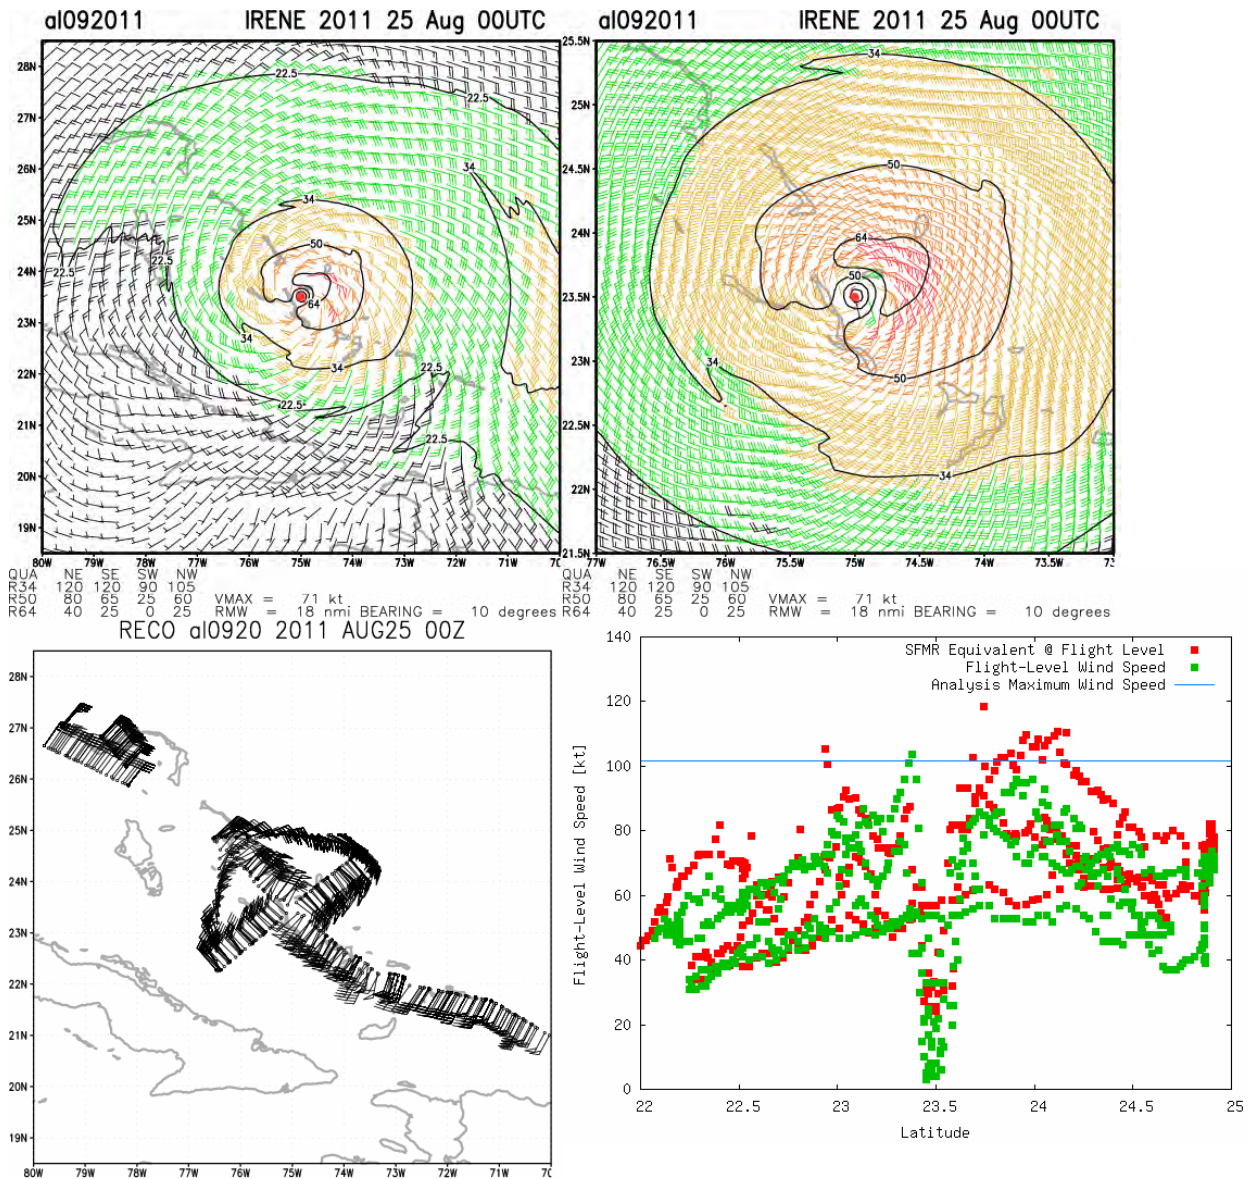 al092011 IRENE 2011 25 Aug 00UTC
28N
27N
26N
25N
24N
23N
22N
21N
20N
19N
80W 79W 78W 77W 76W 75W 74W 73W 72W 71W 70
22.5
22.5
34
34
50
22.5
22.5
64
34
34
22.5
22.5
22.5
QUA NE SE SW NW
R34 120 120 90 105
R50 80 65 25 60 VMAX = 71 kt
R64 40 25 0 25 RMW = 18 nmi BEARING = 10 degrees
al092011 IRENE 2011 25 Aug 00UTC
25.5N
25N
24.5N
24N
23.5N
23N
22.5N
22N
21.5N
77W 76.5W 76W 75.5W 75W 74.5W 74W 73.5W 72
34
50
64
50
34
50
34
QUA NE SE SW NW
R34 120 120 90 105
R50 80 65 25 60 VMAX = 71 kt
R64 40 25 0 25 RMW = 18 nmi BEARING = 10 degrees
RECO al0920 2011 AUG25 00Z
28N
27N
26N
25N
24N
23N
22N
21N
20N
19N
80W 79W 78W 77W 76W 75W 74W 73W 72W 71W 70
SFMR Equivalent @ Flight Level
Flight-Level Wind Speed
Analysis Maximum Wind Speed
Flight-Level Wind Speed [kt]
140
120
100
80
60
40
20
0
22 22.5 23 23.5 24 24.5 25
Latitude